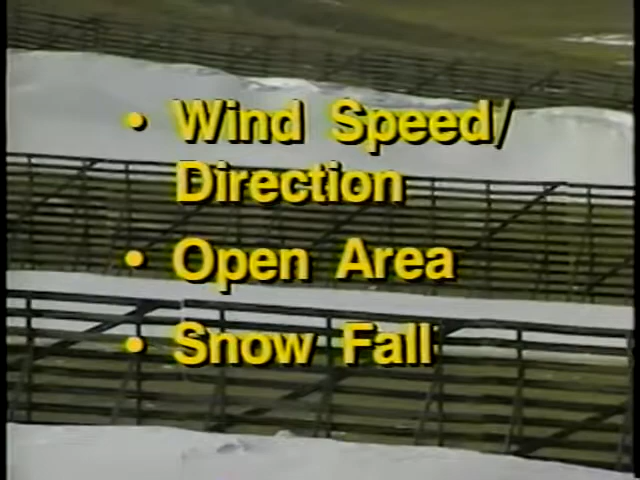 • Wind Speed/
Direction
• Open Area
• Snow Fall